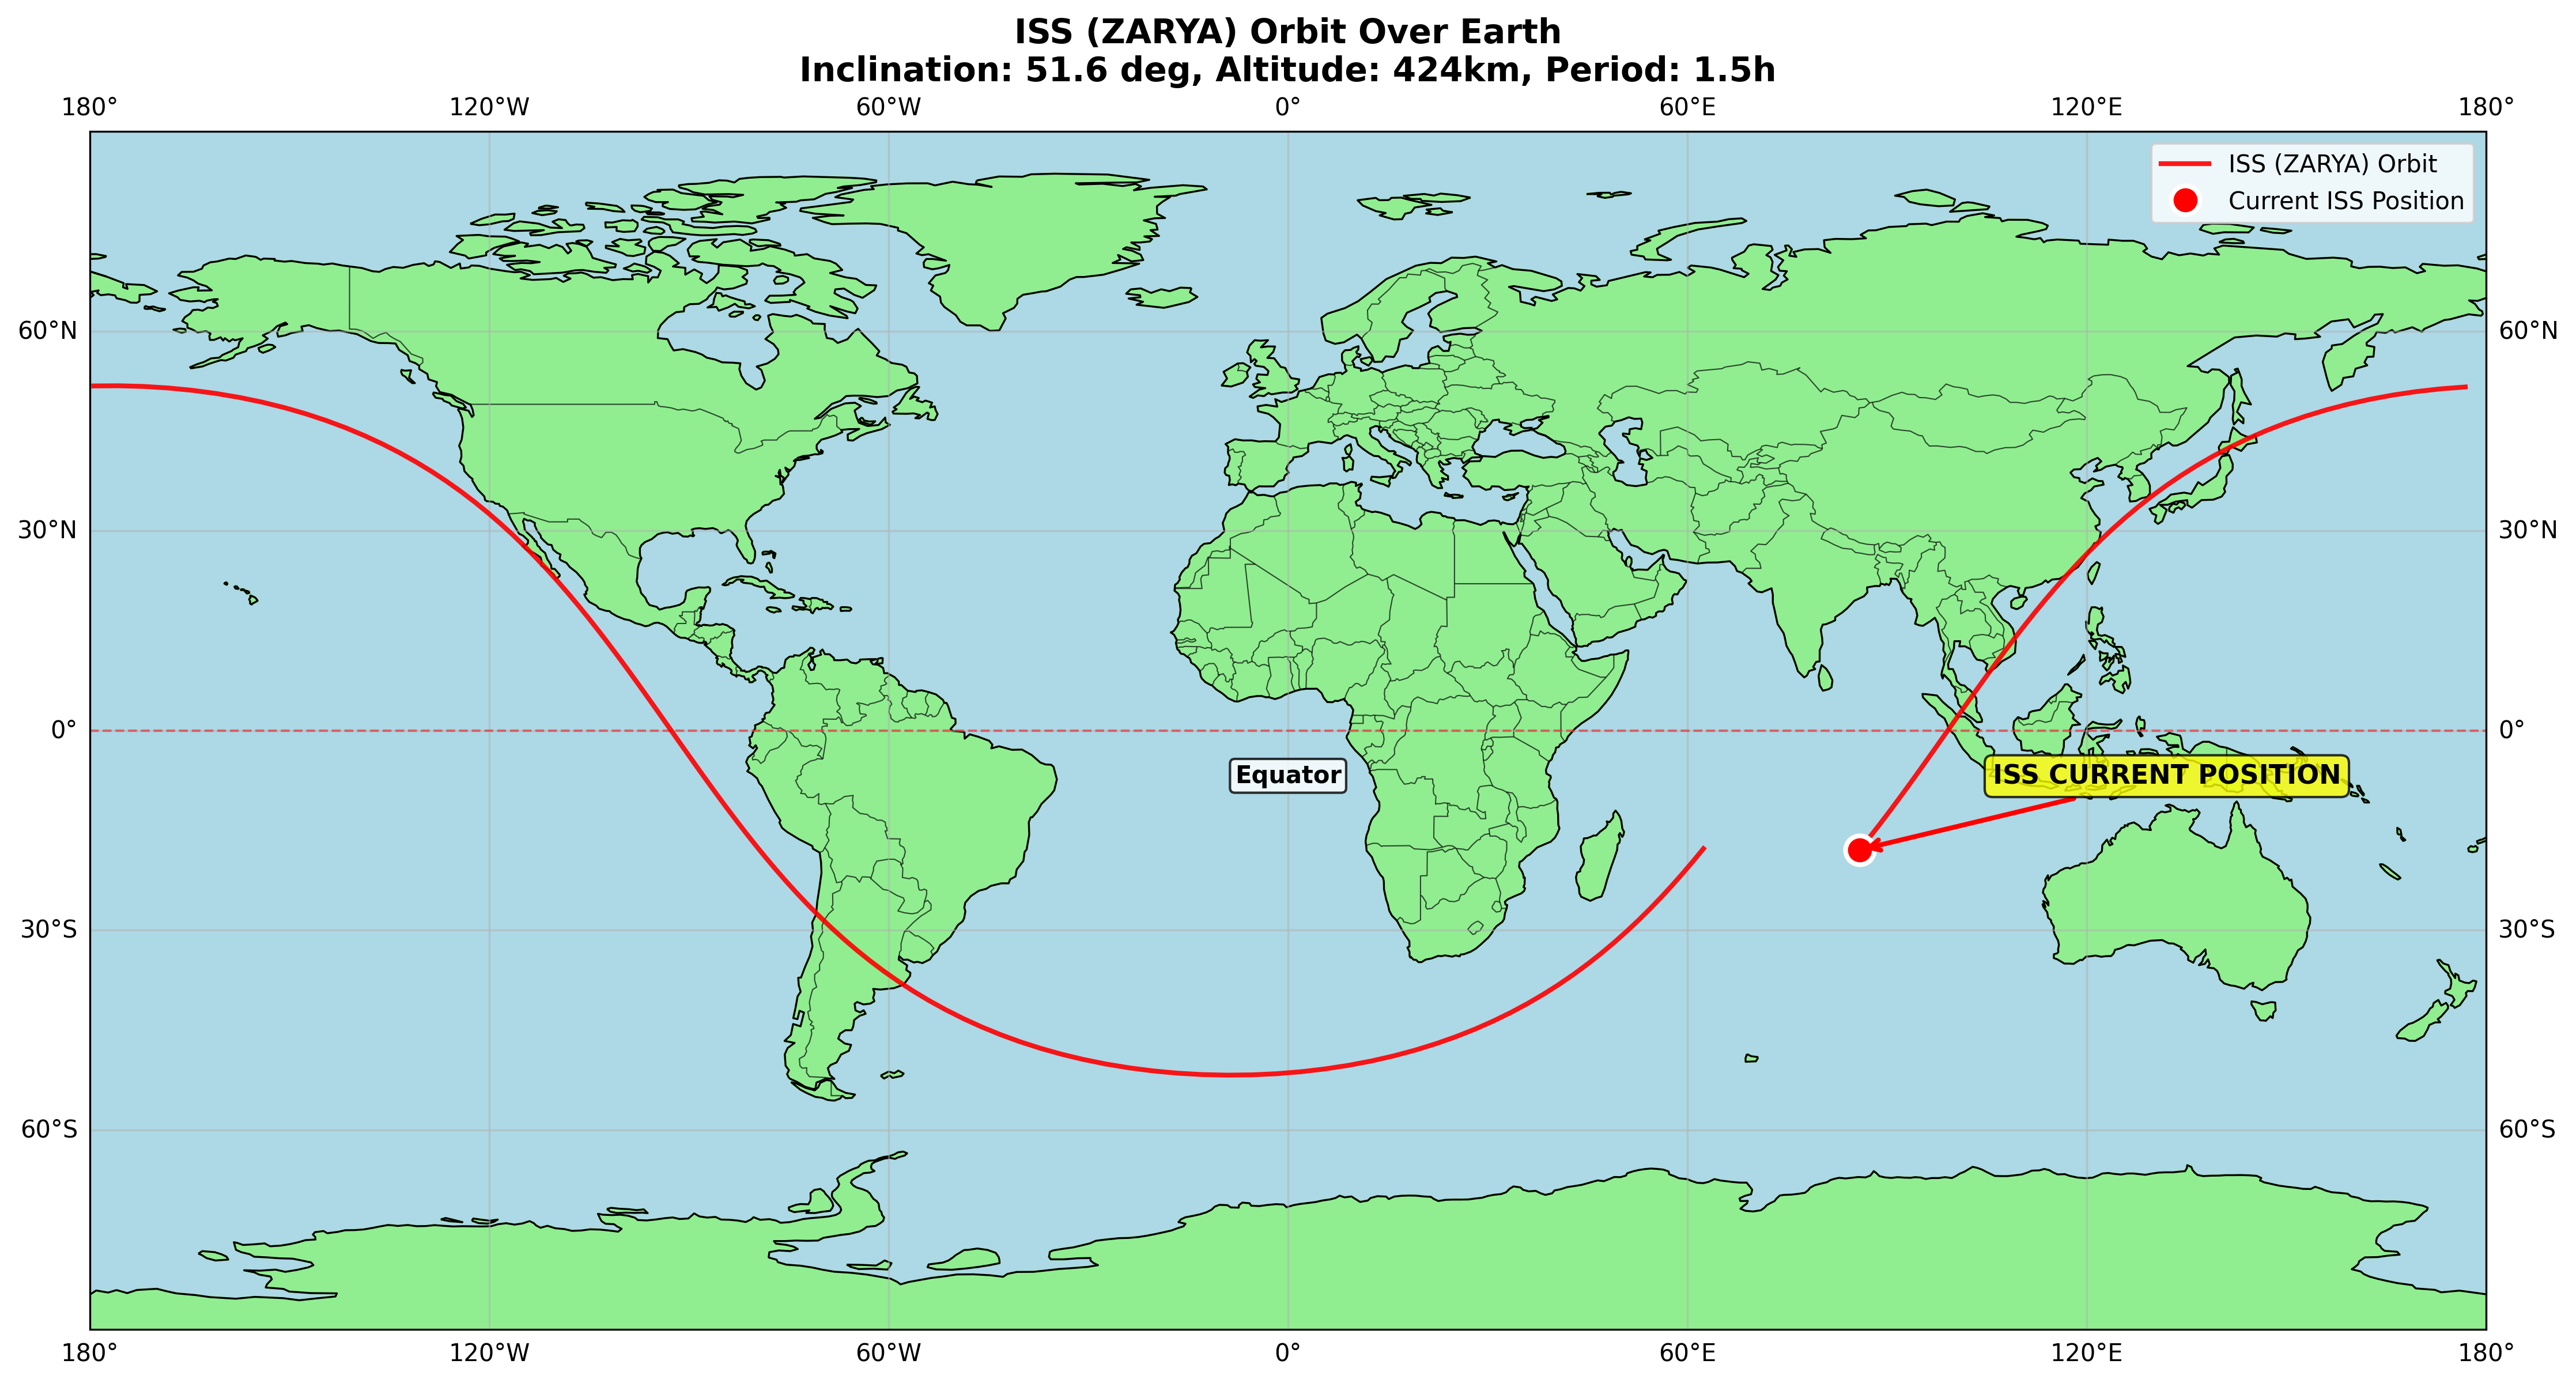 ISS (ZARYA) Orbit Over Earth
Inclination: 51.6 deg, Altitude: 424km, Period: 1.5h
180° 120°W 60°W 0° 60°E 120°E 180°
ISS (ZARYA) Orbit
Current ISS Position
60°N 60°N
30°N 30°N
0° 0°
Equator ISS CURRENT POSITION
30°S 30°S
60°S 60°S
180° 120°W 60°W 0° 60°E 120°E 180°